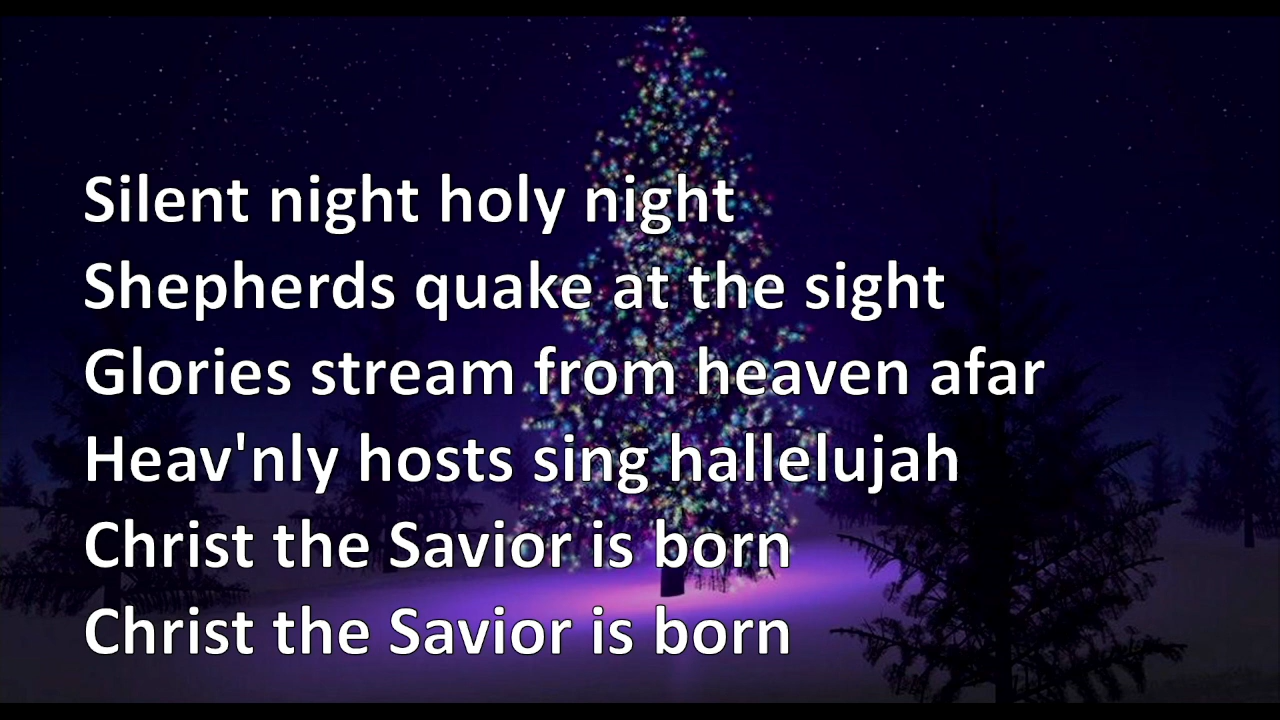 Silent night holy night
Shepherds quake at the sight
Glories stream from heaven afar
Heav'nly hosts sing hallelujah
Christ the Savior is born
Christ the Savior is born